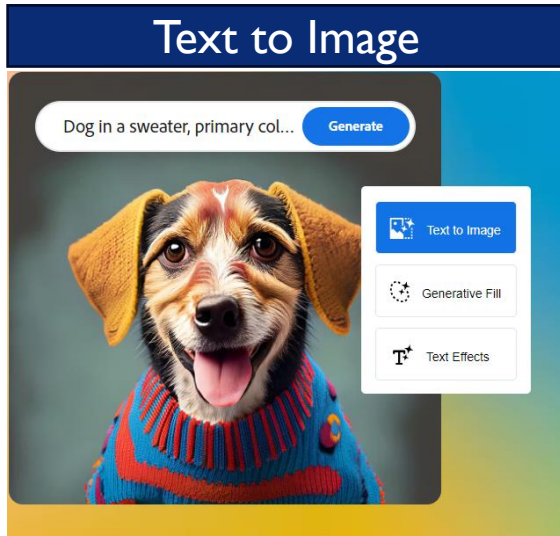 Text to Image
Dog in a sweater, primary col...
Generate
Text to Image
Generative Fill
Text Effects